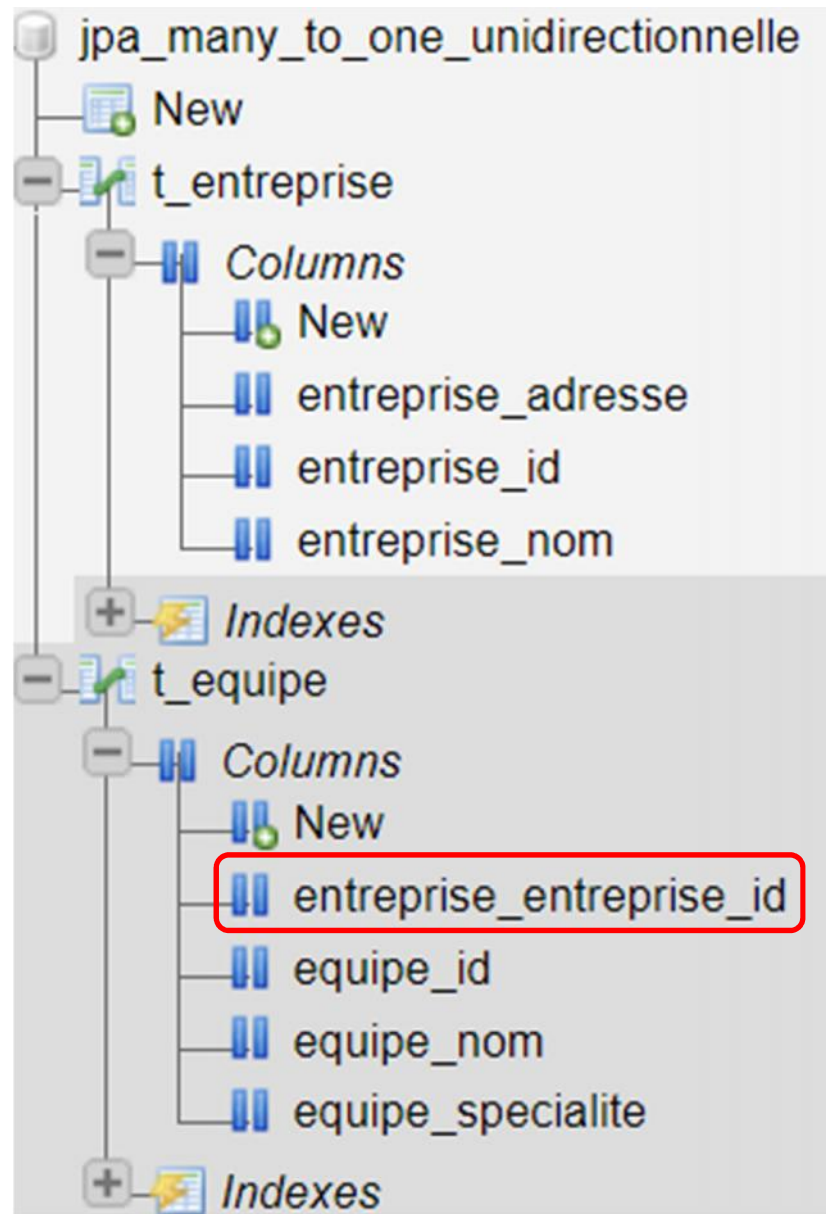 jpa_many_to_one_unidirectionnelle
New
t_entreprise
Columns
New
entreprise_adresse
entreprise_id
entreprise_nom
Indexes
t_equipe
Columns
New
entreprise_entreprise_id
equipe_id
equipe_nom
equipe_specialite
Indexes